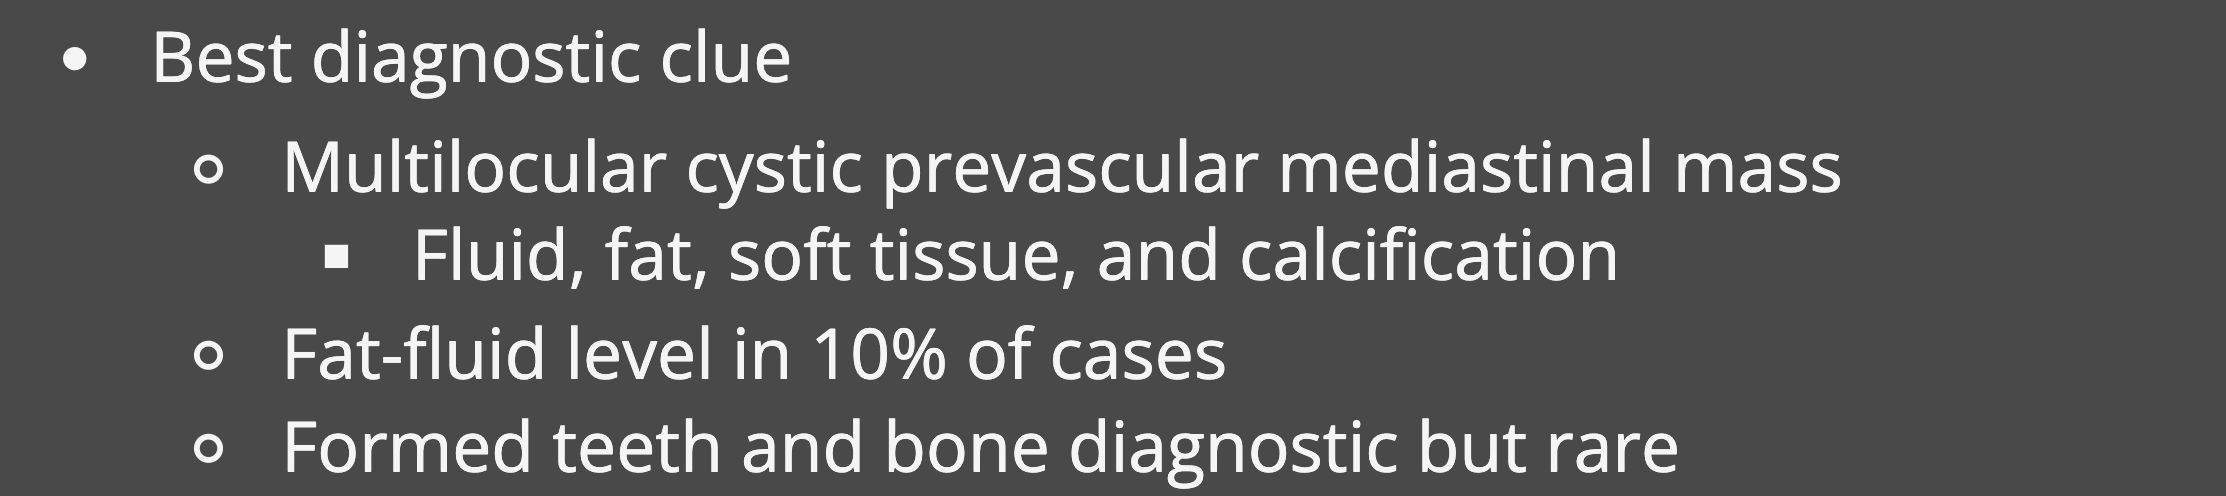 • Best diagnostic clue
◦ Multilocular cystic prevascular mediastinal mass
▪ Fluid, fat, soft tissue, and calcification
◦ Fat-fluid level in 10% of cases
◦ Formed teeth and bone diagnostic but rare